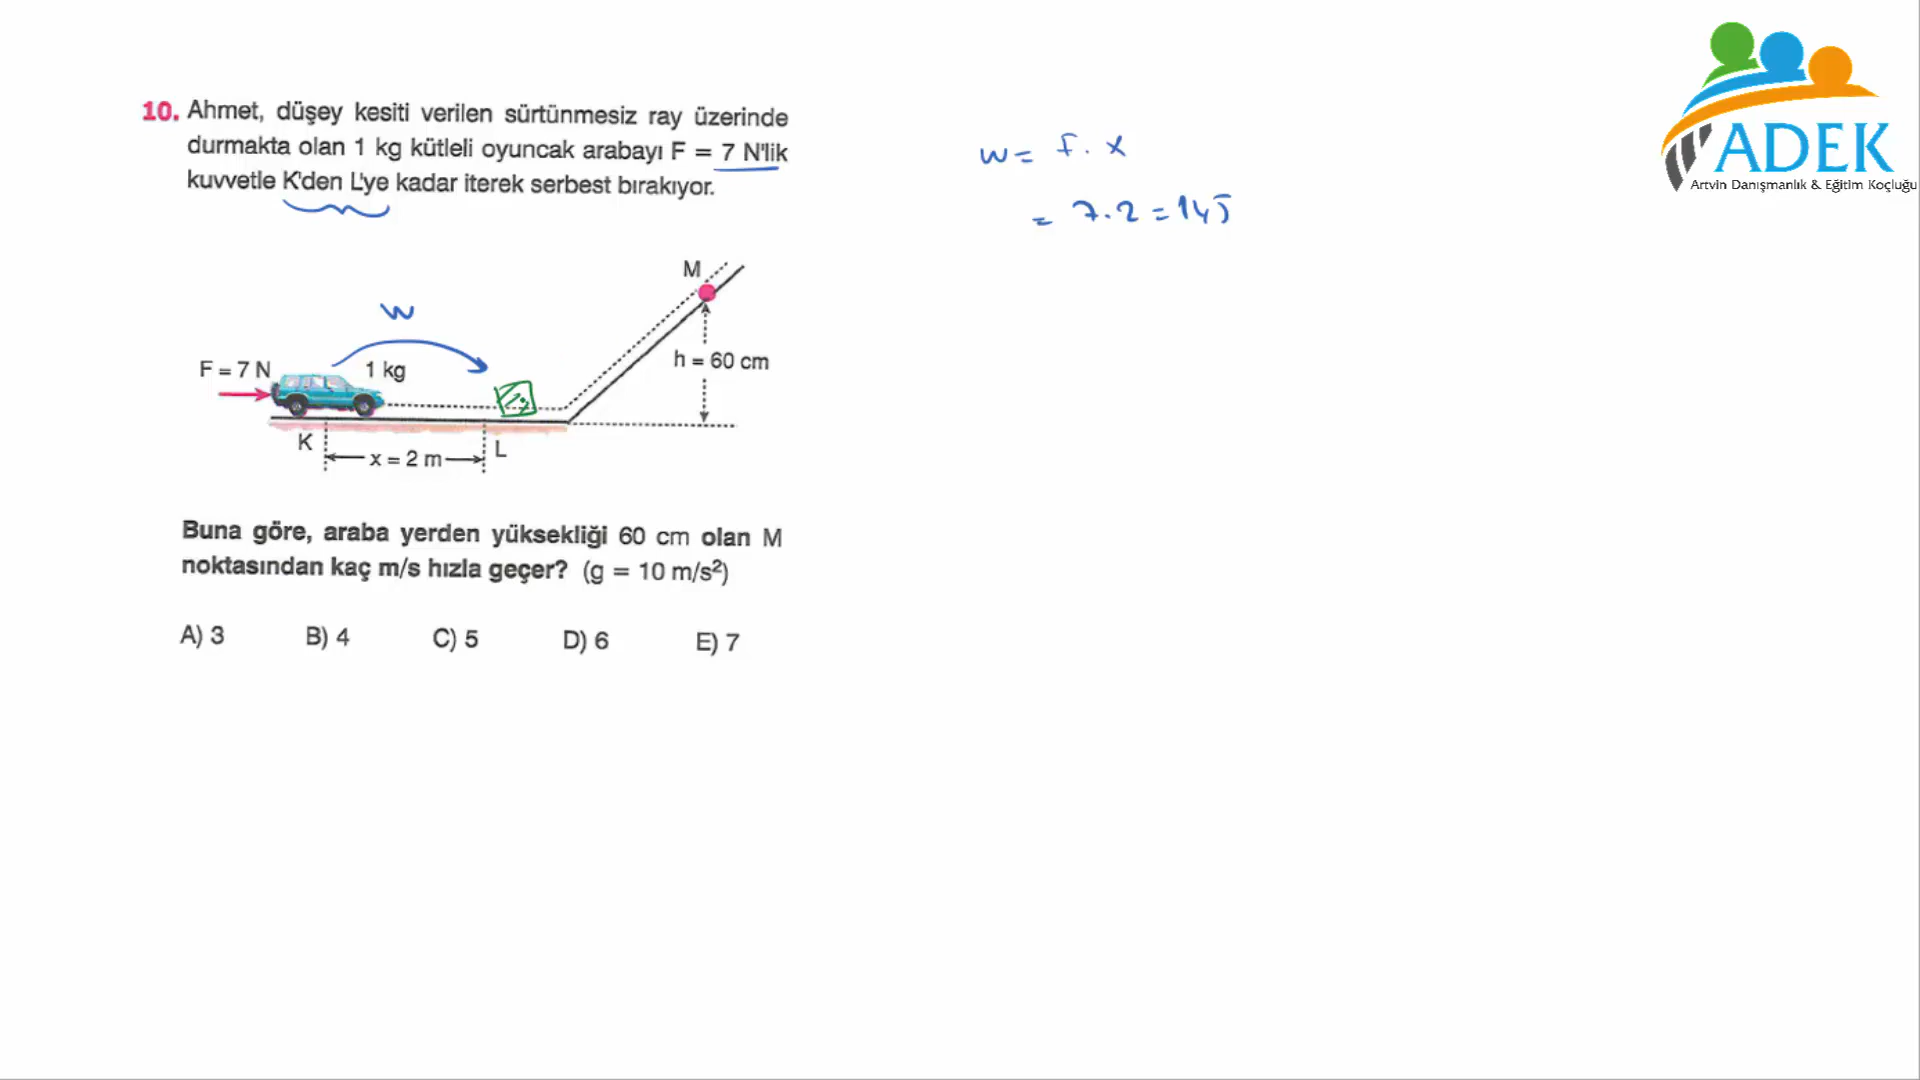 10. Ahmet, düşey kesiti verilen sürtünmesiz ray üzerinde
durmakta olan 1 kg kütleli oyuncak arabayı F = 7 N'lik
kuvvetle K'den L'ye kadar iterek serbest bırakıyor.
w = F . x
= 7.2 = 14J
ADEK
Artvin Danışmanlık & Eğitim Koçluğu
M
w
h = 60 cm
F = 7 N
1 kg
K
x = 2 m
L
Buna göre, araba yerden yüksekliği 60 cm olan M
noktasından kaç m/s hızla geçer? (g = 10 m/s²)
A) 3 B) 4 C) 5 D) 6 E) 7